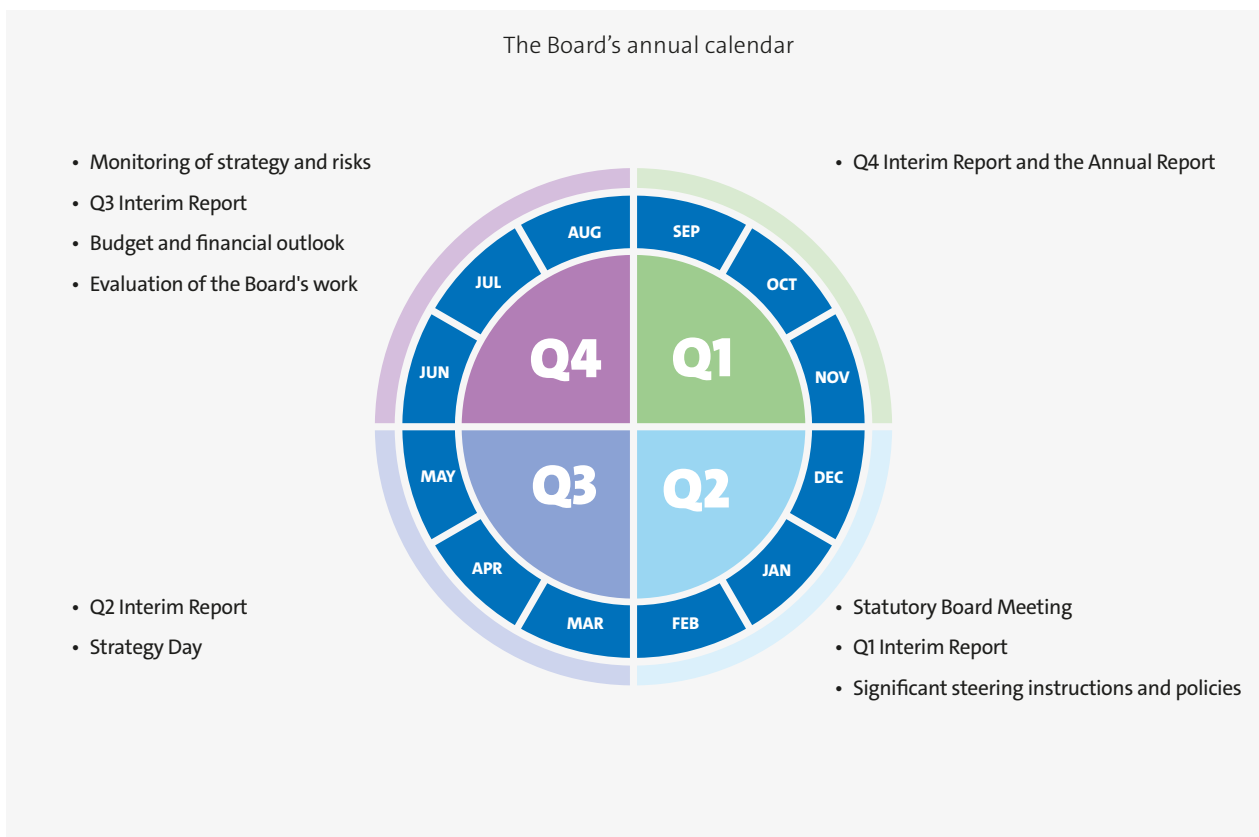 The Board’s annual calendar
• Monitoring of strategy and risks
• Q3 Interim Report
• Budget and financial outlook
• Evaluation of the Board's work
• Q4 Interim Report and the Annual Report
AUG
SEP
JUL
OCT
JUN
NOV
Q4
Q1
MAY
DEC
Q3
Q2
APR
JAN
MAR
FEB
• Q2 Interim Report
• Strategy Day
• Statutory Board Meeting
• Q1 Interim Report
• Significant steering instructions and policies